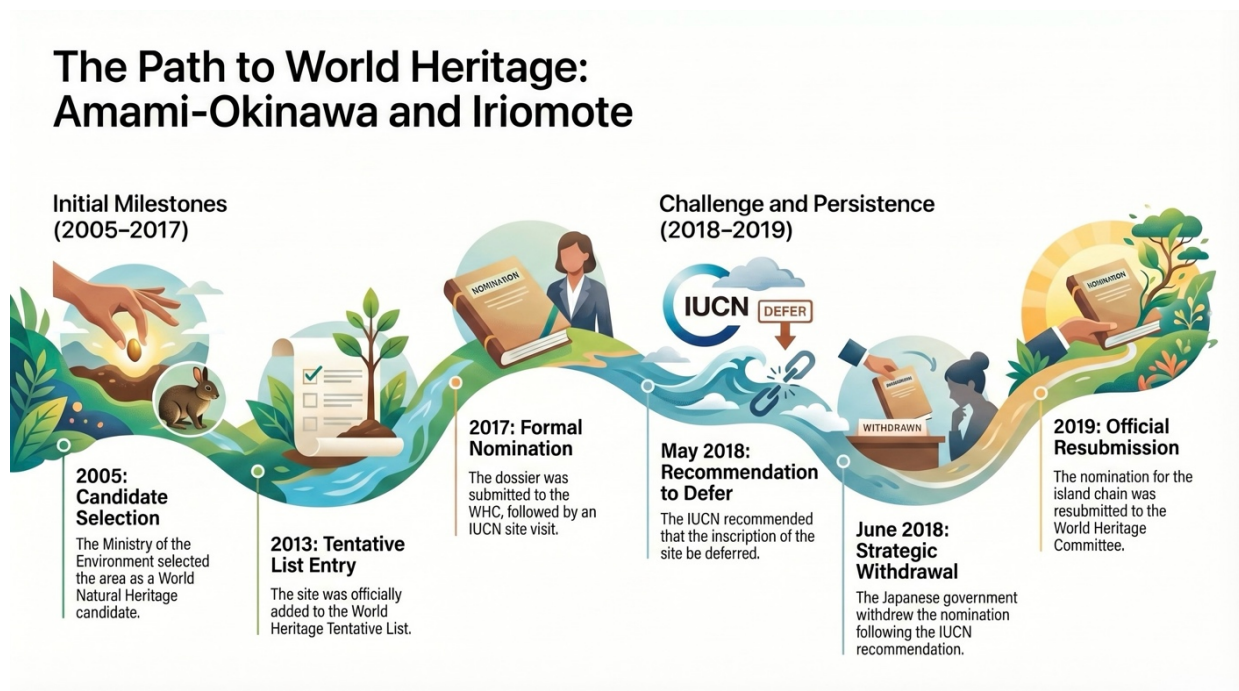 The Path to World Heritage:
Amami-Okinawa and Iriomote
Initial Milestones
(2005–2017)
Challenge and Persistence
(2018–2019)
NOMINATION
IUCN
DEFER
WITHDRAWN
NOMINATION
2005:
Candidate
Selection
The Ministry of the
Environment selected
the area as a World
Natural Heritage
candidate.
2013: Tentative
List Entry
The site was officially
added to the World
Heritage Tentative List.
2017: Formal
Nomination
The dossier was
submitted to the
WHC, followed by an
IUCN site visit.
May 2018:
Recommendation
to Defer
The IUCN recommended
that the inscription of the
site be deferred.
June 2018:
Strategic
Withdrawal
The Japanese government
withdrew the nomination
following the IUCN
recommendation.
2019: Official
Resubmission
The nomination for the
island chain was
resubmitted to the
World Heritage
Committee.